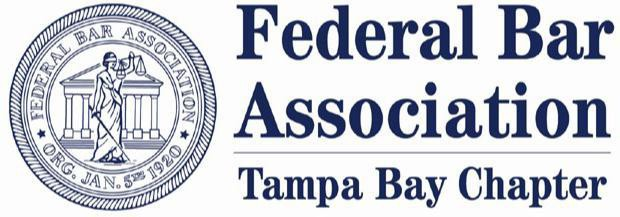 FEDERAL BAR ASSOCIATION
ORG. JAN. 5TH 1920
Federal Bar
Association
Tampa Bay Chapter